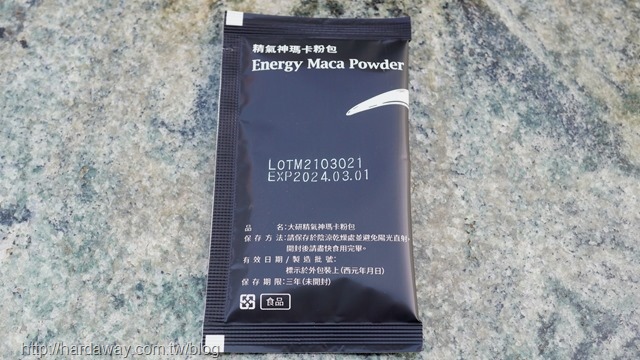 精氣神瑪卡粉包
Energy Maca Powder
LOTM2103021
EXP2024.03.01
品 名:大研精氣神瑪卡粉包
保存方法:請保存於陰涼乾燥處並避免陽光直射,
開封後請盡快食用完畢。
有效日期/製造批號:
標示於外包裝上(西元年月日)
保存期限:三年(未開封)
食品
http://hardaway.com.tw/blog